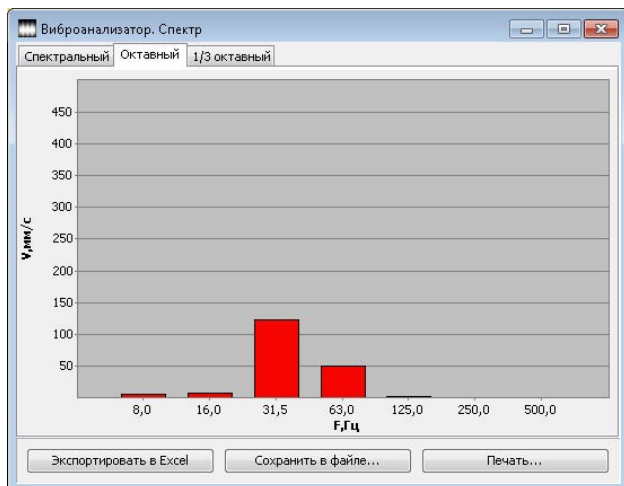 Виброанализатор. Спектр
Спектральный Октавный 1/3 октавный
450
400
350
300
250
200
150
100
50
V,мм/с
8,0 16,0 31,5 63,0 125,0 250,0 500,0
F,Гц
Экспортировать в Excel Сохранить в файле... Печать...